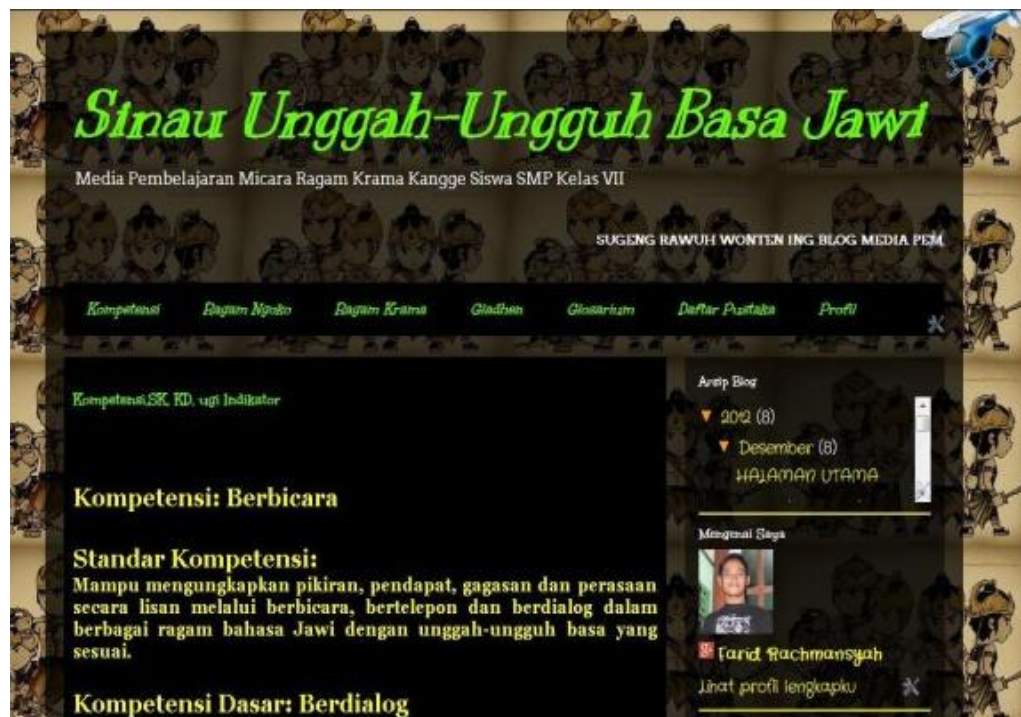 Sinau Unggah-Ungguh Basa Jawi
Media Pembelajaran Micara Ragam Krama Kangge Siswa SMP Kelas VII
SUGENG RAWUH WONTEN ING BLOG MEDIA PEM
Kompetensi Ragam Ngoko Ragam Krama Gladhen Glosarium Daftar Pustaka Profil
Kompetensi,SK, KD, ugi Indikator
Kompetensi: Berbicara
Standar Kompetensi:
Mampu mengungkapkan pikiran, pendapat, gagasan dan perasaan
secara lisan melalui berbicara, bertelepon dan berdialog dalam
berbagai ragam bahasa Jawi dengan unggah-ungguh basa yang
sesuai.
Kompetensi Dasar: Berdialog
Arsip Blog
▼ 2012 (8)
▼ Desember (8)
HALAMAN UTAMA
Mengenai Saya
Farid Rachmansyah
Lihat profil lengkapku